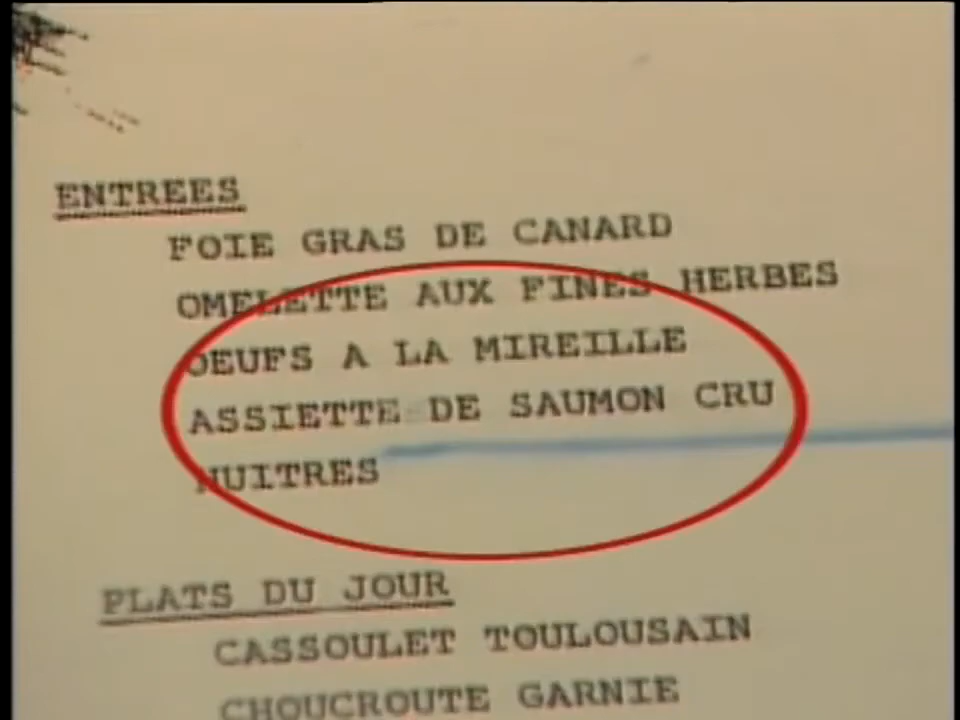 ENTREES
FOIE GRAS DE CANARD
OMELETTE AUX FINES HERBES
OEUFS A LA MIREILLE
ASSIETTE DE SAUMON CRU
HUITRES
PLATS DU JOUR
CASSOULET TOULOUSAIN
CHOUCROUTE GARNIE